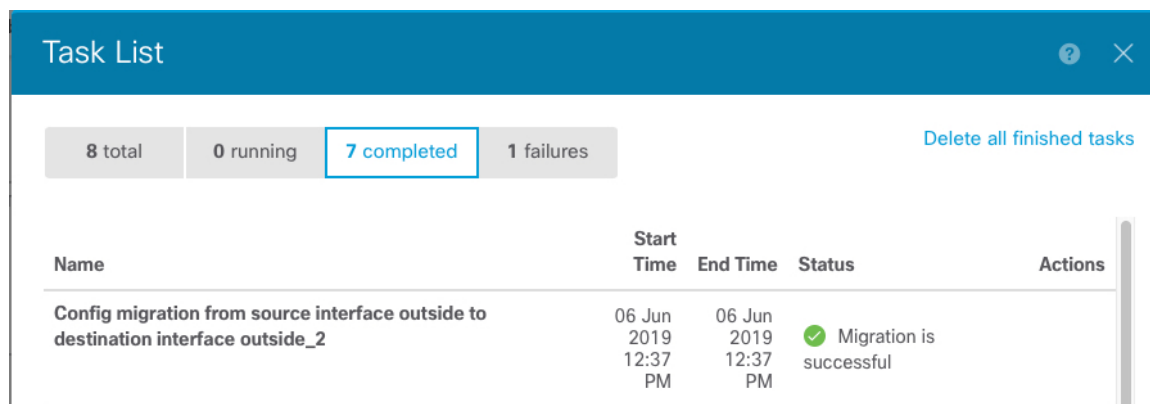 Task List
?
8 total
0 running
7 completed
1 failures
Delete all finished tasks
Name
Start
Time
End Time
Status
Actions
Config migration from source interface outside to
destination interface outside_2
06 Jun
2019
12:37
PM
06 Jun
2019
12:37
PM
Migration is
successful